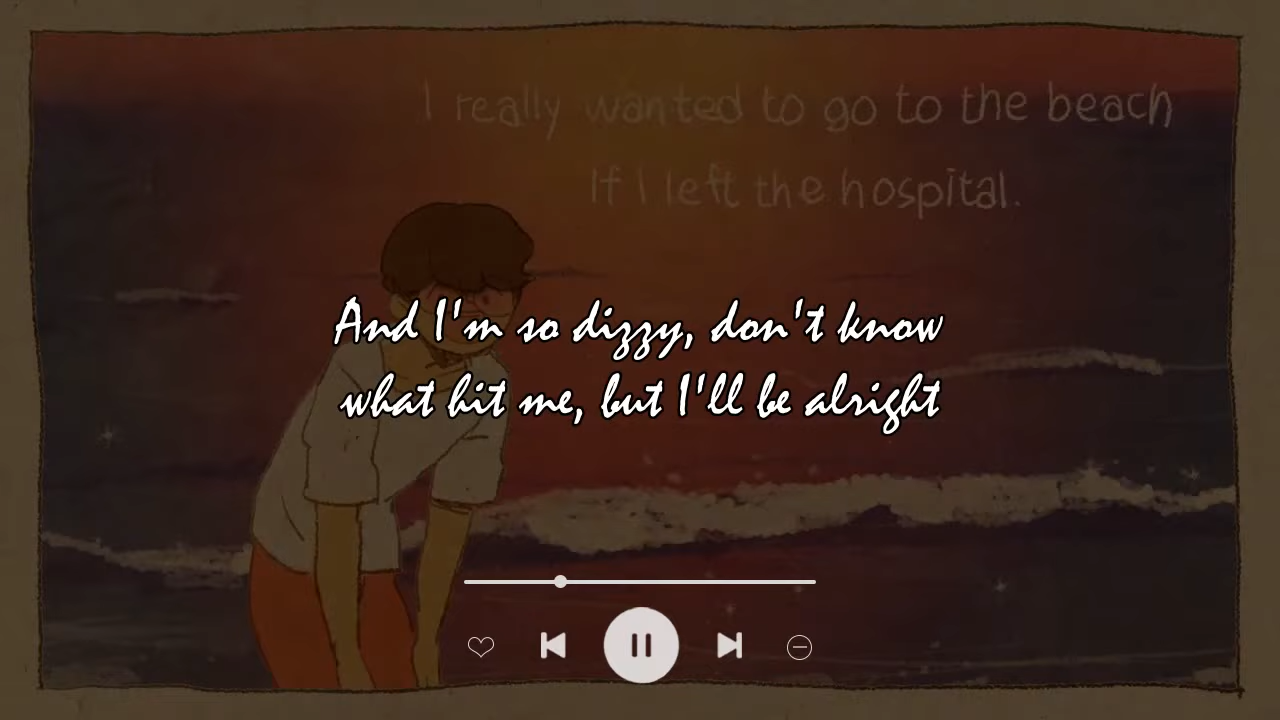 I really wanted to go to the beach
If I left the hospital.
And I'm so dizzy, don't know
what hit me, but I'll be alright